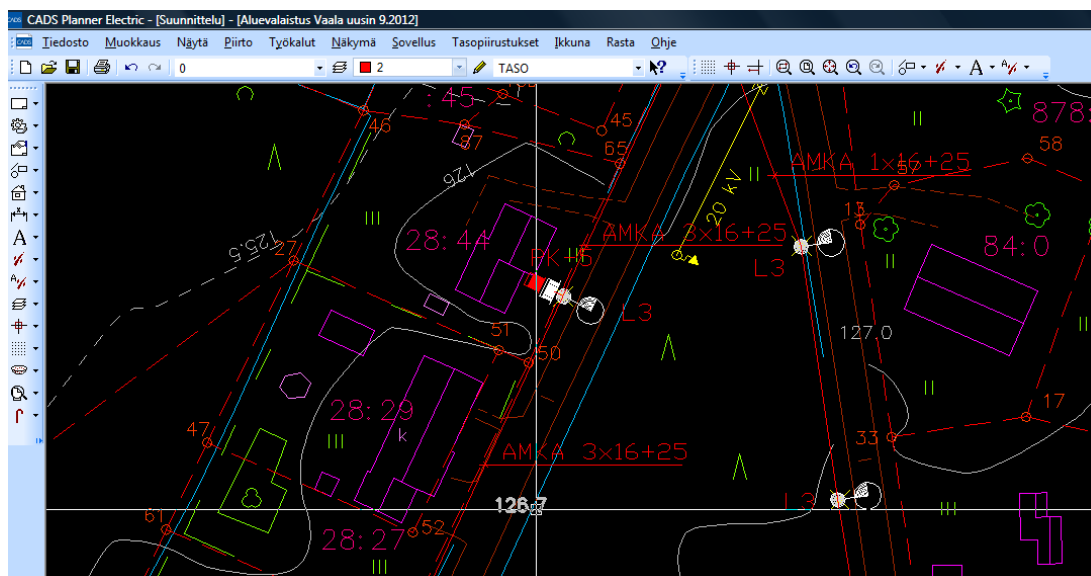 CADS Planner Electric - [Suunnittelu] - [Aluevalaistus Vaala uusin 9.2012]
Tiedosto Muokkaus Näytä Piirto Työkalut Näkymä Sovellus Tasopiirustukset Ikkuna Rasta Ohje
0 2 TASO
:45
46
87
45
65
126
125.5
27
28:44
PK
AMKA 3x16+25
20 kV
AMKA 1x16+25
57
58
878:
13
84:0
L3
L3
127.0
51
50
28:29
k
47
AMKA 3x16+25
17
33
L3
126.7
61
52
28:27